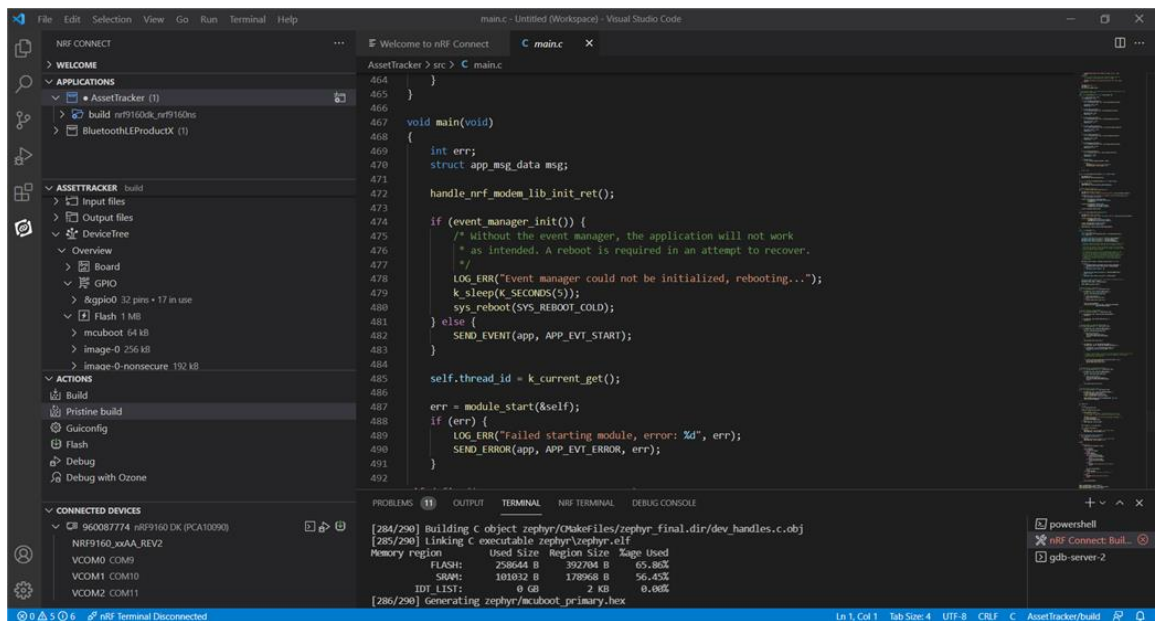 File Edit Selection View Go Run Terminal Help main.c - Untitled (Workspace) - Visual Studio Code
NRF CONNECT ...
WELCOME
APPLICATIONS
AssetTracker (1)
build nrf9160dk_nrf9160ns
BluetoothLEProductX (1)
ASSETTRACKER build
Input files
Output files
DeviceTree
Overview
Board
GPIO
&gpio0 32 pins • 17 in use
Flash 1 MB
mcuboot 64 kB
image-0 256 kB
image-0-nonsecure 192 kB
ACTIONS
Build
Pristine build
Guiconfig
Flash
Debug
Debug with Ozone
CONNECTED DEVICES
960087774 nRF9160 DK (PCA10090)
NRF9160_xxAA_REV2
VCOM0 COM9
VCOM1 COM10
VCOM2 COM11
Welcome to nRF Connect C main.c
AssetTracker > src > C main.c
464 }
465 }
466
467 void main(void)
468 {
469 int err;
470 struct app_msg_data msg;
471
472 handle_nrf_modem_lib_init_ret();
473
474 if (event_manager_init()) {
475 /* Without the event manager, the application will not work
476 * as intended. A reboot is required in an attempt to recover.
477 */
478 LOG_ERR("Event manager could not be initialized, rebooting...");
479 k_sleep(K_SECONDS(5));
480 sys_reboot(SYS_REBOOT_COLD);
481 } else {
482 SEND_EVENT(app, APP_EVT_START);
483 }
484
485 self.thread_id = k_current_get();
486
487 err = module_start(&self);
488 if (err) {
489 LOG_ERR("Failed starting module, error: %d", err);
490 SEND_ERROR(app, APP_EVT_ERROR, err);
491 }
492
PROBLEMS 11 OUTPUT TERMINAL NRF TERMINAL DEBUG CONSOLE
[284/290] Building C object zephyr/CMakeFiles/zephyr_final.dir/dev_handles.c.obj
[285/290] Linking C executable zephyr\zephyr.elf
Memory region Used Size Region Size %age Used
FLASH: 258644 B 392704 B 65.86%
SRAM: 101032 B 178968 B 56.45%
IDT_LIST: 0 GB 2 KB 0.00%
[286/290] Generating zephyr/mcuboot_primary.hex
powershell
nRF Connect: Buil...
gdb-server-2
0 5 6 nRF Terminal Disconnected Ln 1, Col 1 Tab Size: 4 UTF-8 CRLF C AssetTracker/build